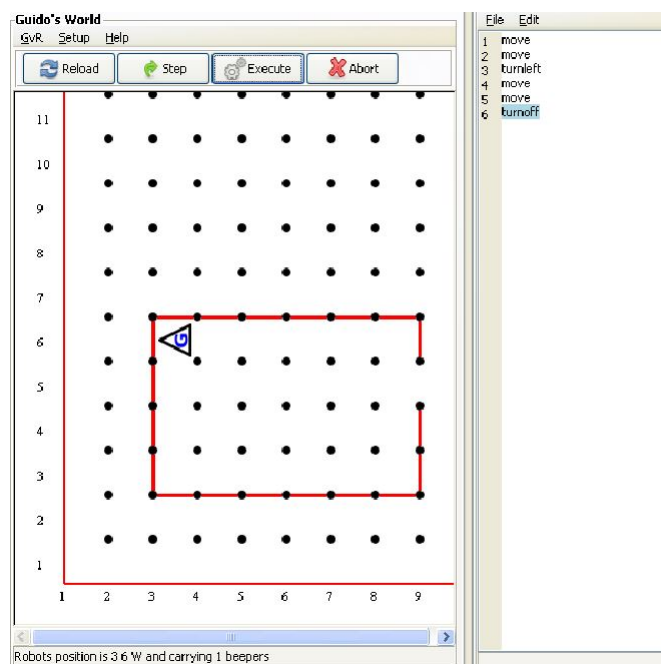 Guido's World
GvR Setup Help
Reload Step Execute Abort
11
10
9
8
7
6
5
4
3
2
1
1 2 3 4 5 6 7 8 9
G
Robots position is 3 6 W and carrying 1 beepers
File Edit
1 move
2 move
3 turnleft
4 move
5 move
6 turnoff